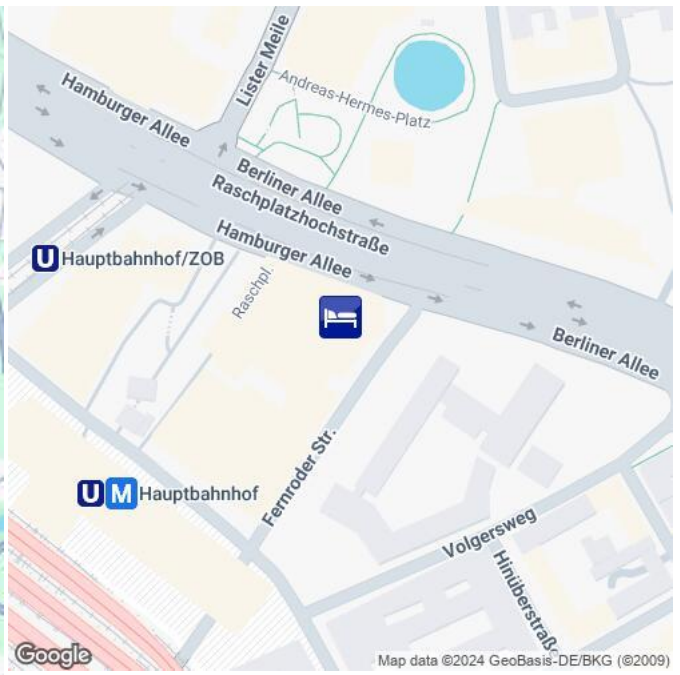 Lister Meile
Hamburger Allee
Andreas-Hermes-Platz
Berliner Allee
Raschplatzhochstraße
Hamburger Allee
U Hauptbahnhof/ZOB
Raschpl.
Berliner Allee
Fernroder Str.
U M Hauptbahnhof
Volgersweg
Hinüberstraße
Google
Map data ©2024 GeoBasis-DE/BKG (©2009)